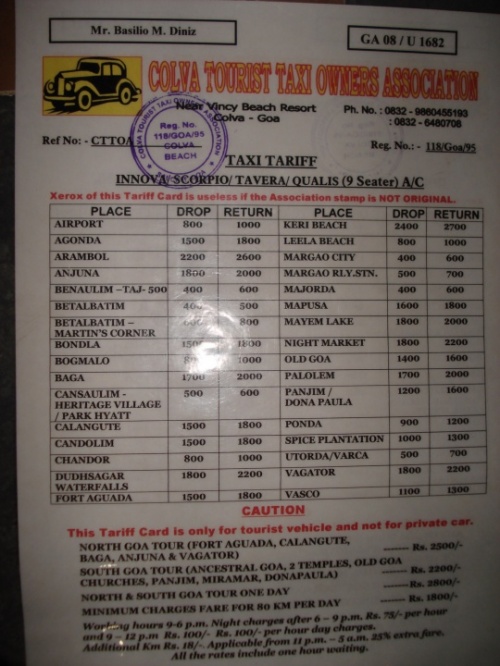 Mr. Basilio M. Diniz
GA 08 / U 1682
COLVA TOURIST TAXI OWNERS ASSOCIATION
Near Vincy Beach Resort
Colva - Goa
Ph. No. : 0832 - 9860455193
: 0832 - 6480708
Ref No: - CTTOA
Reg. No.: - 118/Goa/95
COLVA TOURIST TAXI OWNERS ASSOCIATION
Reg. No.
118/GOA/95
COLVA
BEACH
TAXI TARIFF
INNOVA/ SCORPIO/ TAVERA/ QUALIS (9 Seater) A/C
Xerox of this Tariff Card is useless if the Association stamp is NOT ORIGINAL.
PLACE DROP RETURN PLACE DROP RETURN
AIRPORT 800 1000 KERI BEACH 2400 2700
AGONDA 1500 1800 LEELA BEACH 800 1000
ARAMBOL 2200 2600 MARGAO CITY 400 600
ANJUNA 1800 2000 MARGAO RLY.STN. 500 700
BENAULIM –TAJ- 500 400 600 MAJORDA 400 600
BETALBATIM 400 500 MAPUSA 1600 1800
BETALBATIM –
MARTIN'S CORNER 800 MAYEM LAKE 1800 2000
BONDLA 1500 1800 NIGHT MARKET 1800 2200
BOGMALO 1000 OLD GOA 1400 1600
BAGA 1700 2000 PALOLEM 1700 2000
CANSAULIM -
HERITAGE VILLAGE
/ PARK HYATT 500 600 PANJIM /
DONA PAULA 1200 1600
CALANGUTE 1500 1800 PONDA 900 1200
CANDOLIM 1500 1800 SPICE PLANTATION 1000 1300
CHANDOR 800 1000 UTORDA/VARCA 500 700
DUDHSAGAR
WATERFALLS 1800 2200 VAGATOR 1800 2200
FORT AGUADA 1500 1800 VASCO 1100 1300
CAUTION
This Tariff Card is only for tourist vehicle and not for private car.
NORTH GOA TOUR (FORT AGUADA, CALANGUTE,
BAGA, ANJUNA & VAGATOR) -------- Rs. 2500/-
SOUTH GOA TOUR (ANCESTRAL GOA, 2 TEMPLES, OLD GOA
CHURCHES, PANJIM, MIRAMAR, DONAPAULA) -------- Rs. 2200/-
NORTH & SOUTH GOA TOUR ONE DAY -------- Rs. 2800/-
MINIMUM CHARGES FARE FOR 80 KM PER DAY -------- Rs. 1800/-
Working hours 9-6 p.m. Night charges after 6 – 9 p.m. Rs. 75/- per hour
and 9 – 12 p.m Rs. 100/- Rs. 100/- per hour day charges.
Additional Km Rs. 18/-. Applicable from 11 p.m. – 5 a.m. 25% extra fare.
All the rates include one hour waiting.